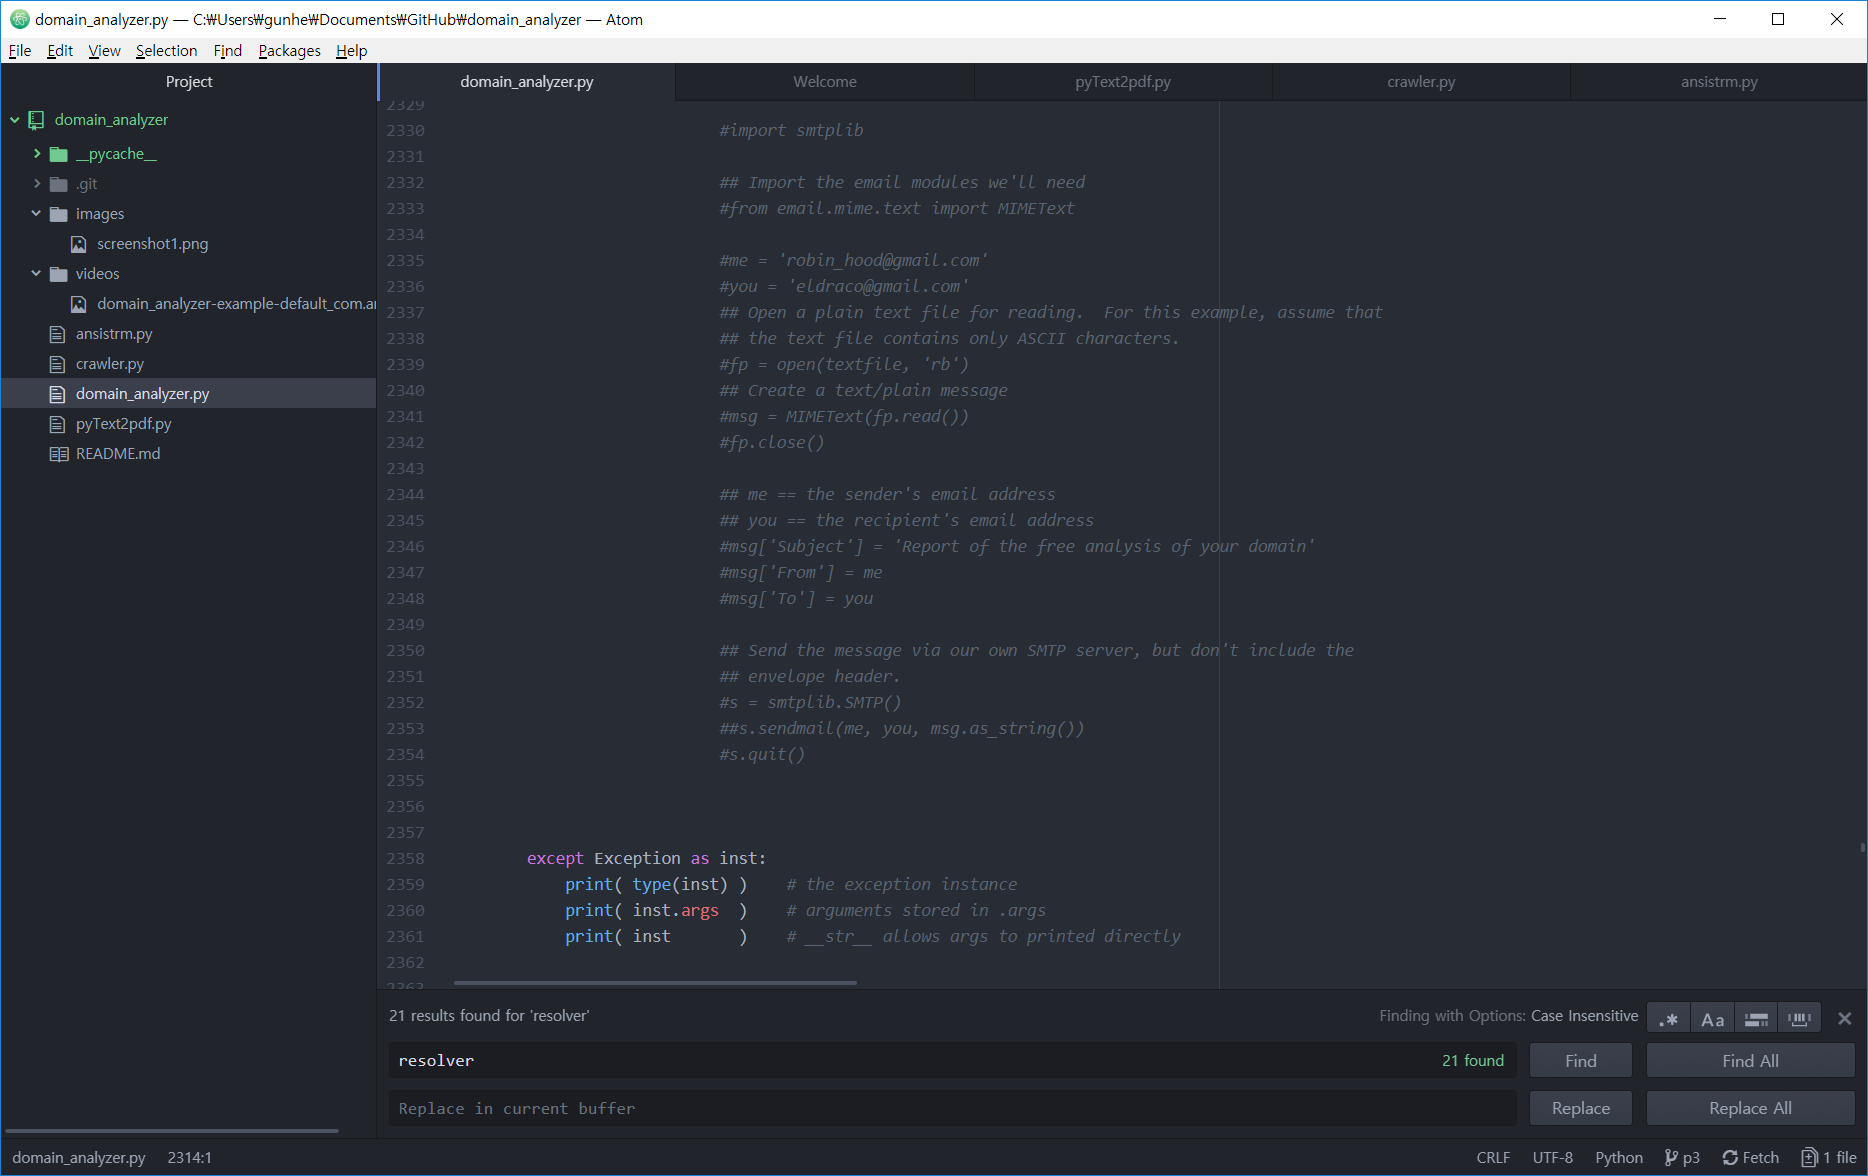 domain_analyzer.py — C:₩Users₩gunhe₩Documents₩GitHub₩domain_analyzer — Atom
File Edit View Selection Find Packages Help
Project
domain_analyzer
__pycache__
.git
images
screenshot1.png
videos
domain_analyzer-example-default_com.ar
ansistrm.py
crawler.py
domain_analyzer.py
pyText2pdf.py
README.md
domain_analyzer.py Welcome pyText2pdf.py crawler.py ansistrm.py
2329
2330 #import smtplib
2331
2332 ## Import the email modules we'll need
2333 #from email.mime.text import MIMEText
2334
2335 #me = 'robin_hood@gmail.com'
2336 #you = 'eldraco@gmail.com'
2337 ## Open a plain text file for reading.  For this example, assume that
2338 ## the text file contains only ASCII characters.
2339 #fp = open(textfile, 'rb')
2340 ## Create a text/plain message
2341 #msg = MIMEText(fp.read())
2342 #fp.close()
2343
2344 ## me == the sender's email address
2345 ## you == the recipient's email address
2346 #msg['Subject'] = 'Report of the free analysis of your domain'
2347 #msg['From'] = me
2348 #msg['To'] = you
2349
2350 ## Send the message via our own SMTP server, but don't include the
2351 ## envelope header.
2352 #s = smtplib.SMTP()
2353 ##s.sendmail(me, you, msg.as_string())
2354 #s.quit()
2355
2356
2357
2358 except Exception as inst:
2359 print( type(inst) )    # the exception instance
2360 print( inst.args  )    # arguments stored in .args
2361 print( inst       )    # __str__ allows args to printed directly
2362
2363
21 results found for 'resolver' Finding with Options: Case Insensitive .* Aa
resolver 21 found Find Find All
Replace in current buffer Replace Replace All
domain_analyzer.py 2314:1 CRLF UTF-8 Python p3 Fetch 1 file